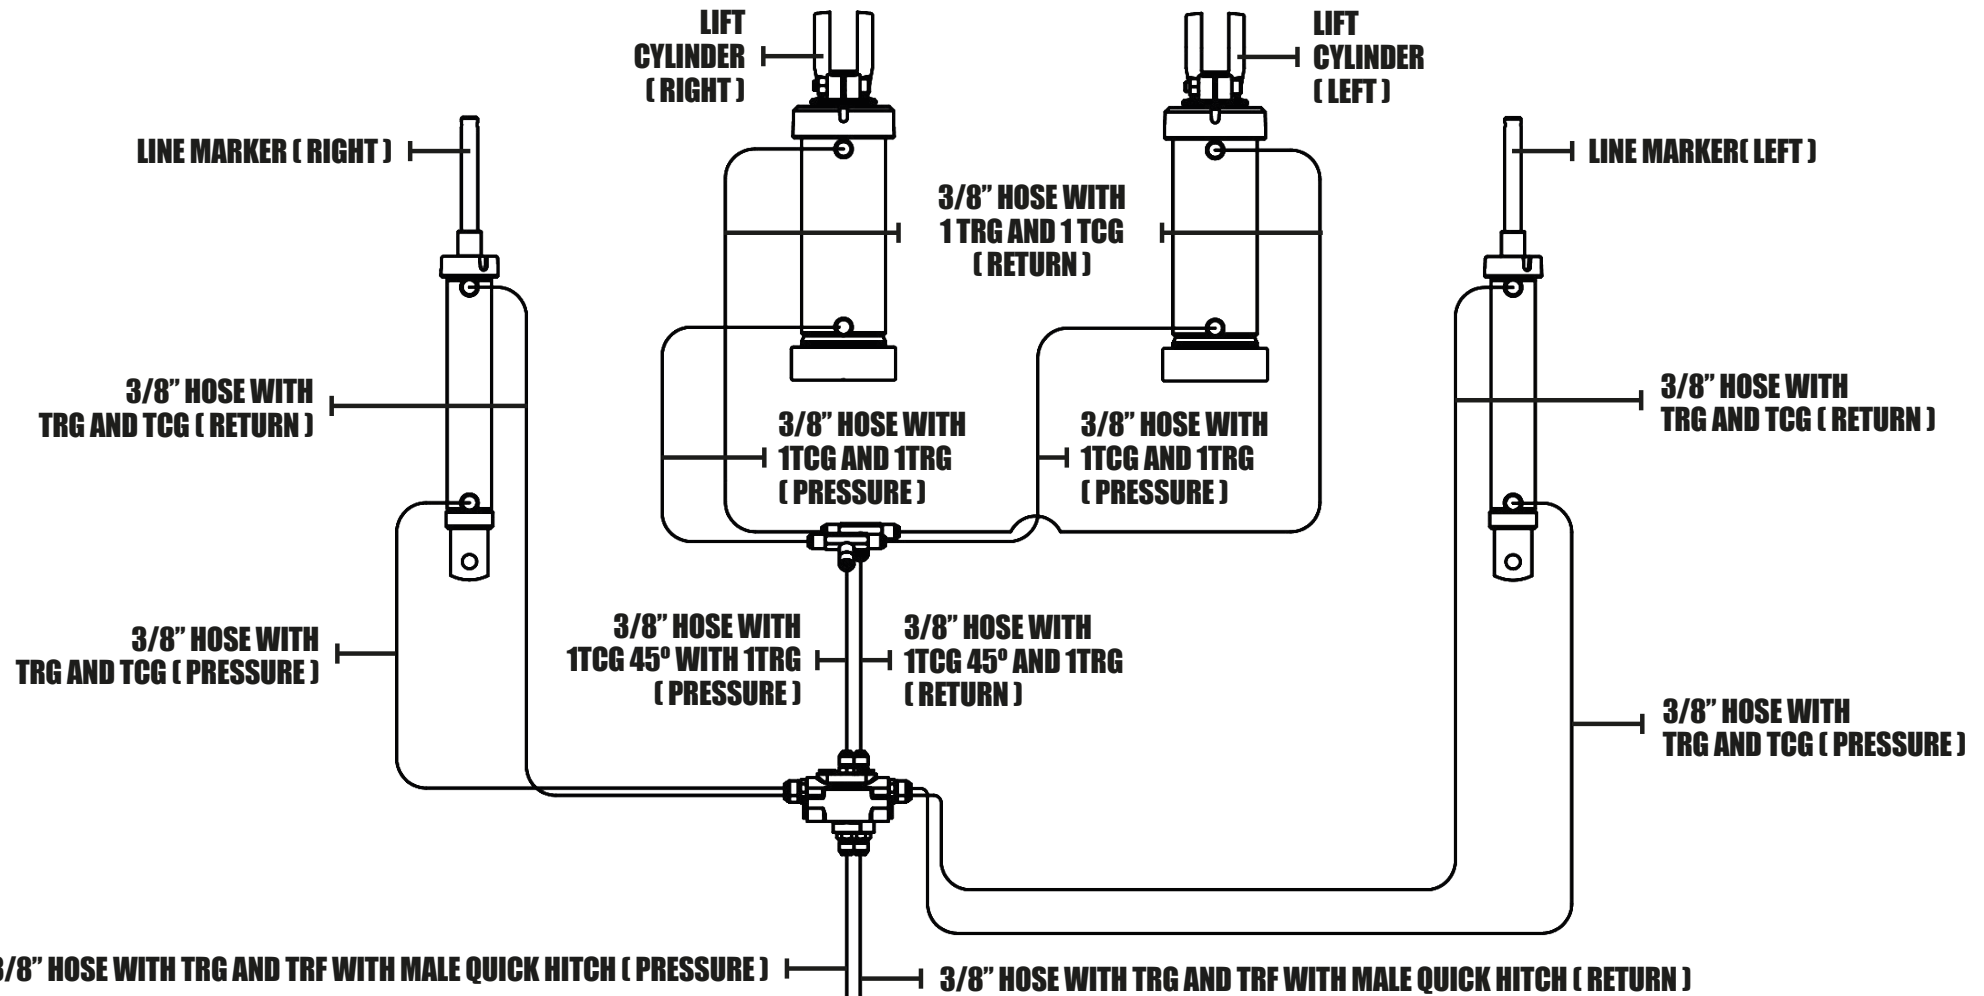 LIFT
CYLINDER
( RIGHT )
LIFT
CYLINDER
( LEFT )
LINE MARKER ( RIGHT )
LINE MARKER( LEFT )
3/8” HOSE WITH
1 TRG AND 1 TCG
( RETURN )
3/8” HOSE WITH
TRG AND TCG ( RETURN )
3/8” HOSE WITH
1TCG AND 1TRG
( PRESSURE )
3/8” HOSE WITH
1TCG AND 1TRG
( PRESSURE )
3/8” HOSE WITH
TRG AND TCG ( RETURN )
3/8” HOSE WITH
TRG AND TCG ( PRESSURE )
3/8” HOSE WITH
1TCG 45º WITH 1TRG
( PRESSURE )
3/8” HOSE WITH
1TCG 45º AND 1TRG
( RETURN )
3/8” HOSE WITH
TRG AND TCG ( PRESSURE )
3/8” HOSE WITH TRG AND TRF WITH MALE QUICK HITCH ( PRESSURE )
3/8” HOSE WITH TRG AND TRF WITH MALE QUICK HITCH ( RETURN )